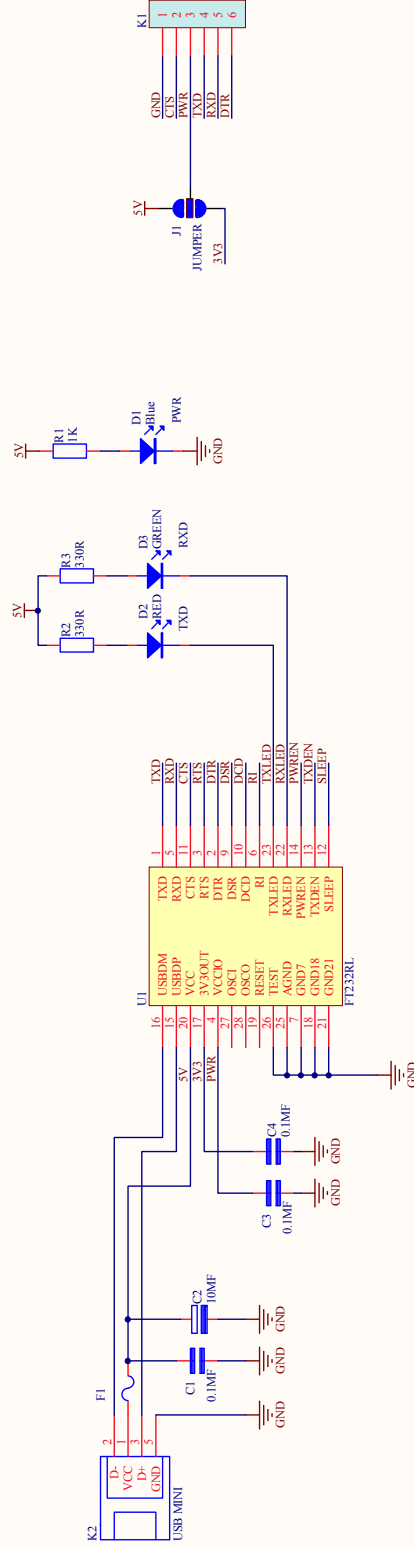 K2
USB MINI
D-
VCC
D+
GND
2
1
3
5
F1
C1
0.1MF
GND
GND
C2
10MF
GND
C3
0.1MF
GND
C4
0.1MF
GND
GND
5V
3V3
PWR
U1
FT232RL
16 USBDM
15 USBDP
20 VCC
17 3V3OUT
4 VCCIO
27 OSCI
28 OSCO
19 RESET
26 TEST
25 AGND
7 GND7
18 GND18
21 GND21
TXD 1 TXD
RXD 5 RXD
CTS 11 CTS
RTS 3 RTS
DTR 2 DTR
DSR 9 DSR
DCD 10 DCD
RI 6 RI
TXLED 23 TXLED
RXLED 22 RXLED
PWREN 14 PWREN
TXDEN 13 TXDEN
SLEEP 12 SLEEP
5V
R2
330R
R3
330R
D2
RED
TXD
D3
GREEN
RXD
5V
R1
1K
D1
Blue
PWR
GND
5V
J1
JUMPER
3V3
K1
GND 1
CTS 2
PWR 3
TXD 4
RXD 5
DTR 6